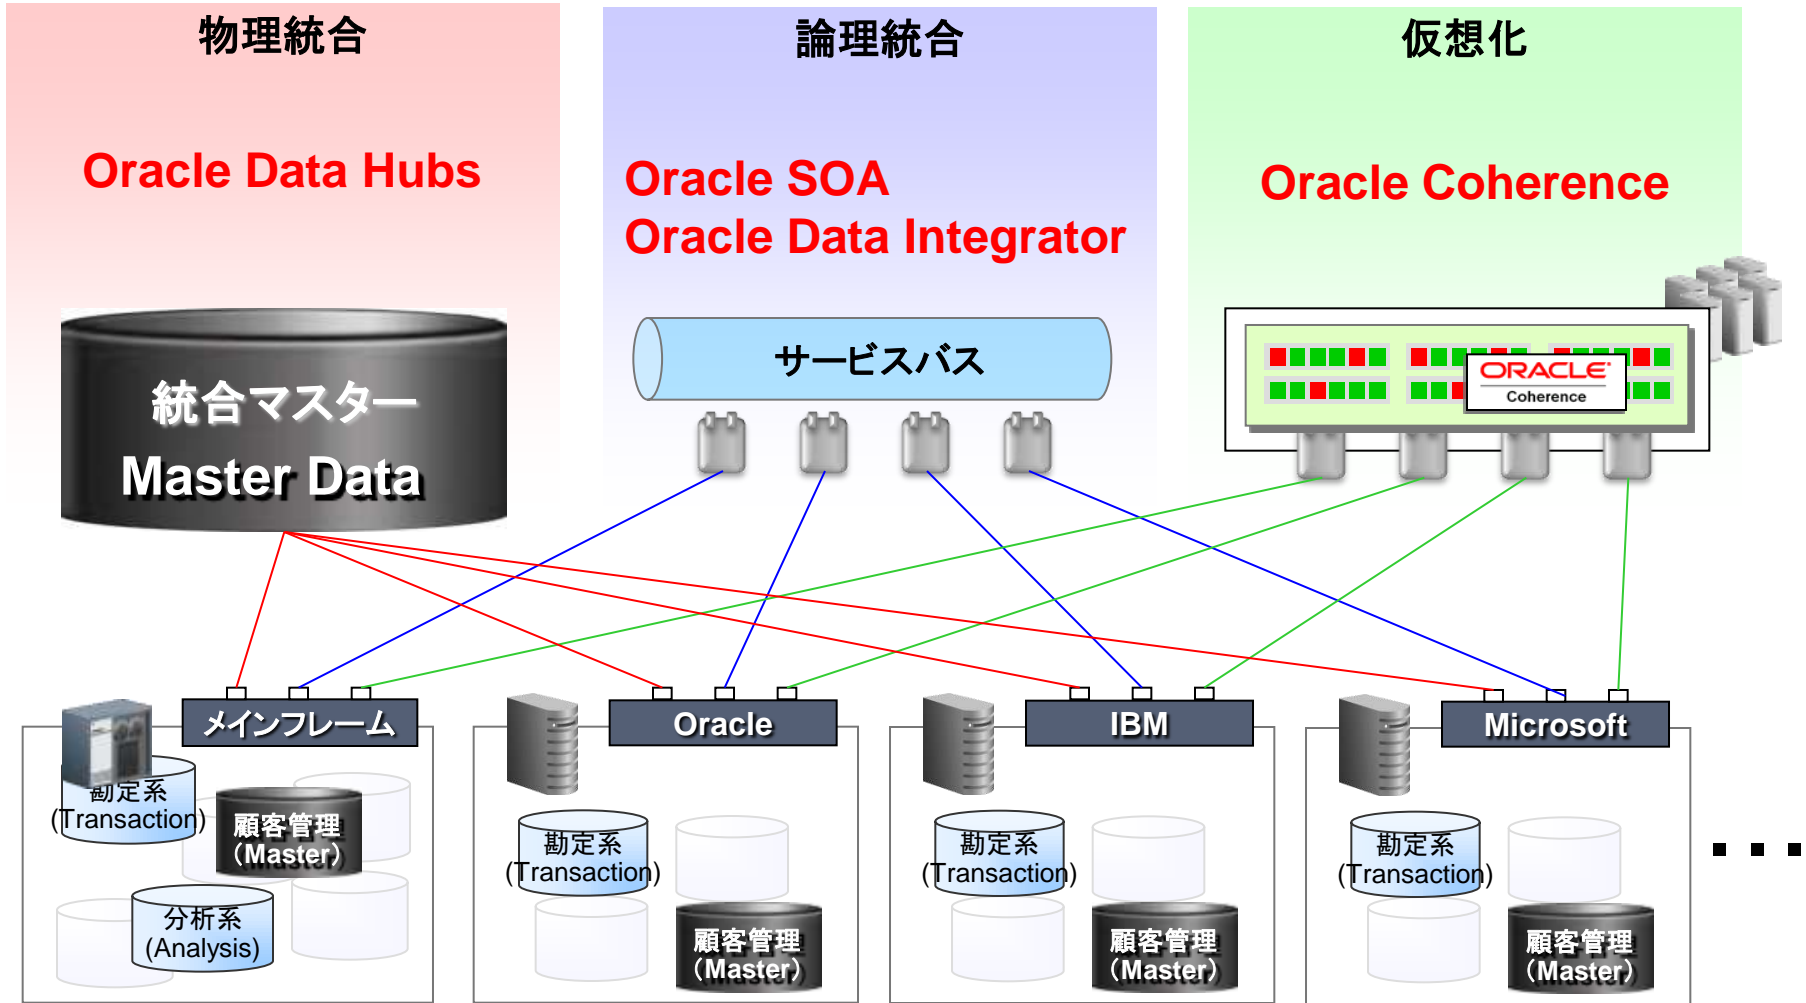 物理統合
論理統合
仮想化
Oracle Data Hubs
Oracle SOA
Oracle Data Integrator
Oracle Coherence
統合マスター
Master Data
サービスバス
ORACLE
Coherence
メインフレーム
Oracle
IBM
Microsoft
勘定系
(Transaction)
顧客管理
(Master)
分析系
(Analysis)
勘定系
(Transaction)
顧客管理
(Master)
勘定系
(Transaction)
顧客管理
(Master)
勘定系
(Transaction)
顧客管理
(Master)
・・・